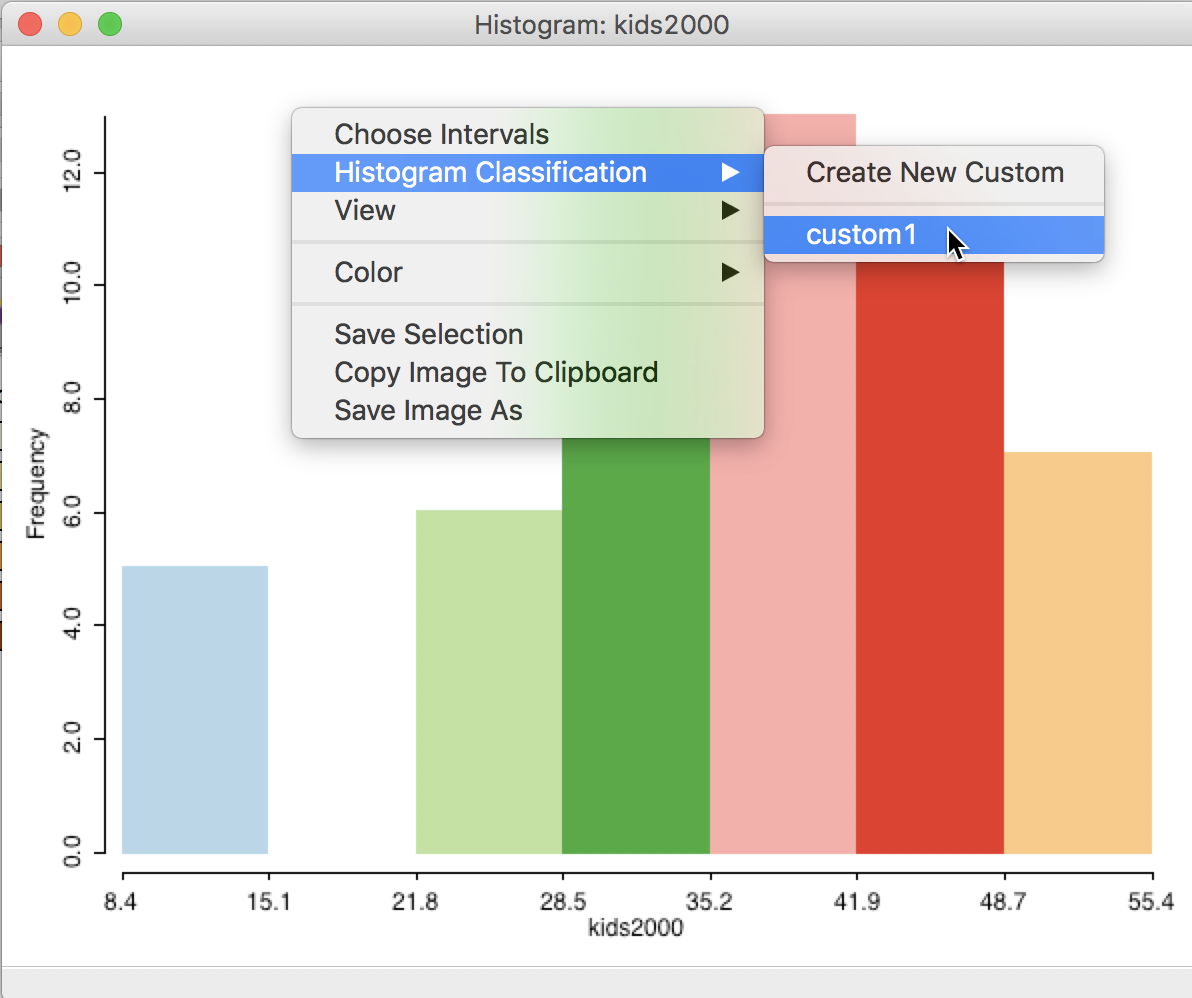 Histogram: kids2000
Choose Intervals
Histogram Classification
View
Color
Save Selection
Copy Image To Clipboard
Save Image As
Create New Custom
custom1
Frequency
12.0
10.0
8.0
6.0
4.0
2.0
0.0
8.4 15.1 21.8 28.5 35.2 41.9 48.7 55.4
kids2000